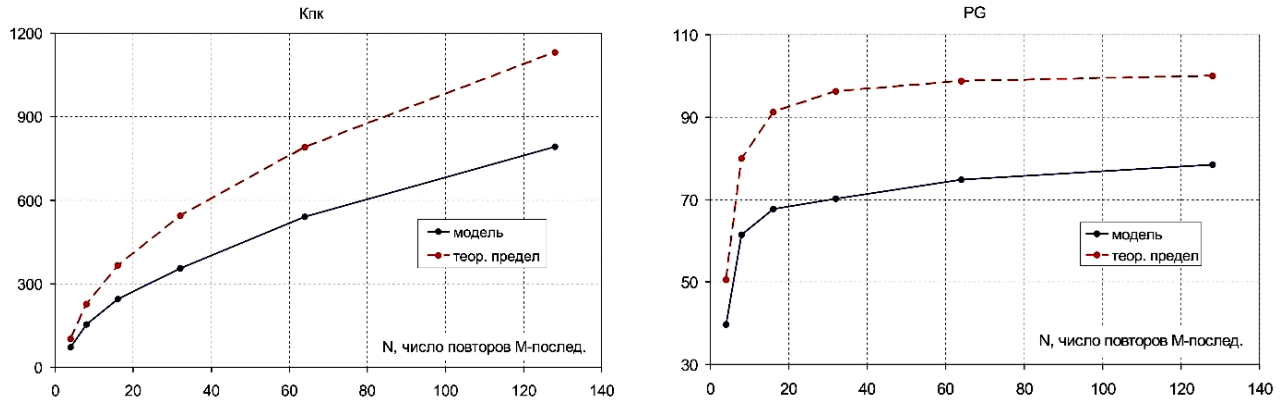 Кпк
1200
900
600
300
0
0 20 40 60 80 100 120 140
модель
теор. предел
N, число повторов М-послед.
PG
110
90
70
50
30
0 20 40 60 80 100 120 140
модель
теор. предел
N, число повторов М-послед.